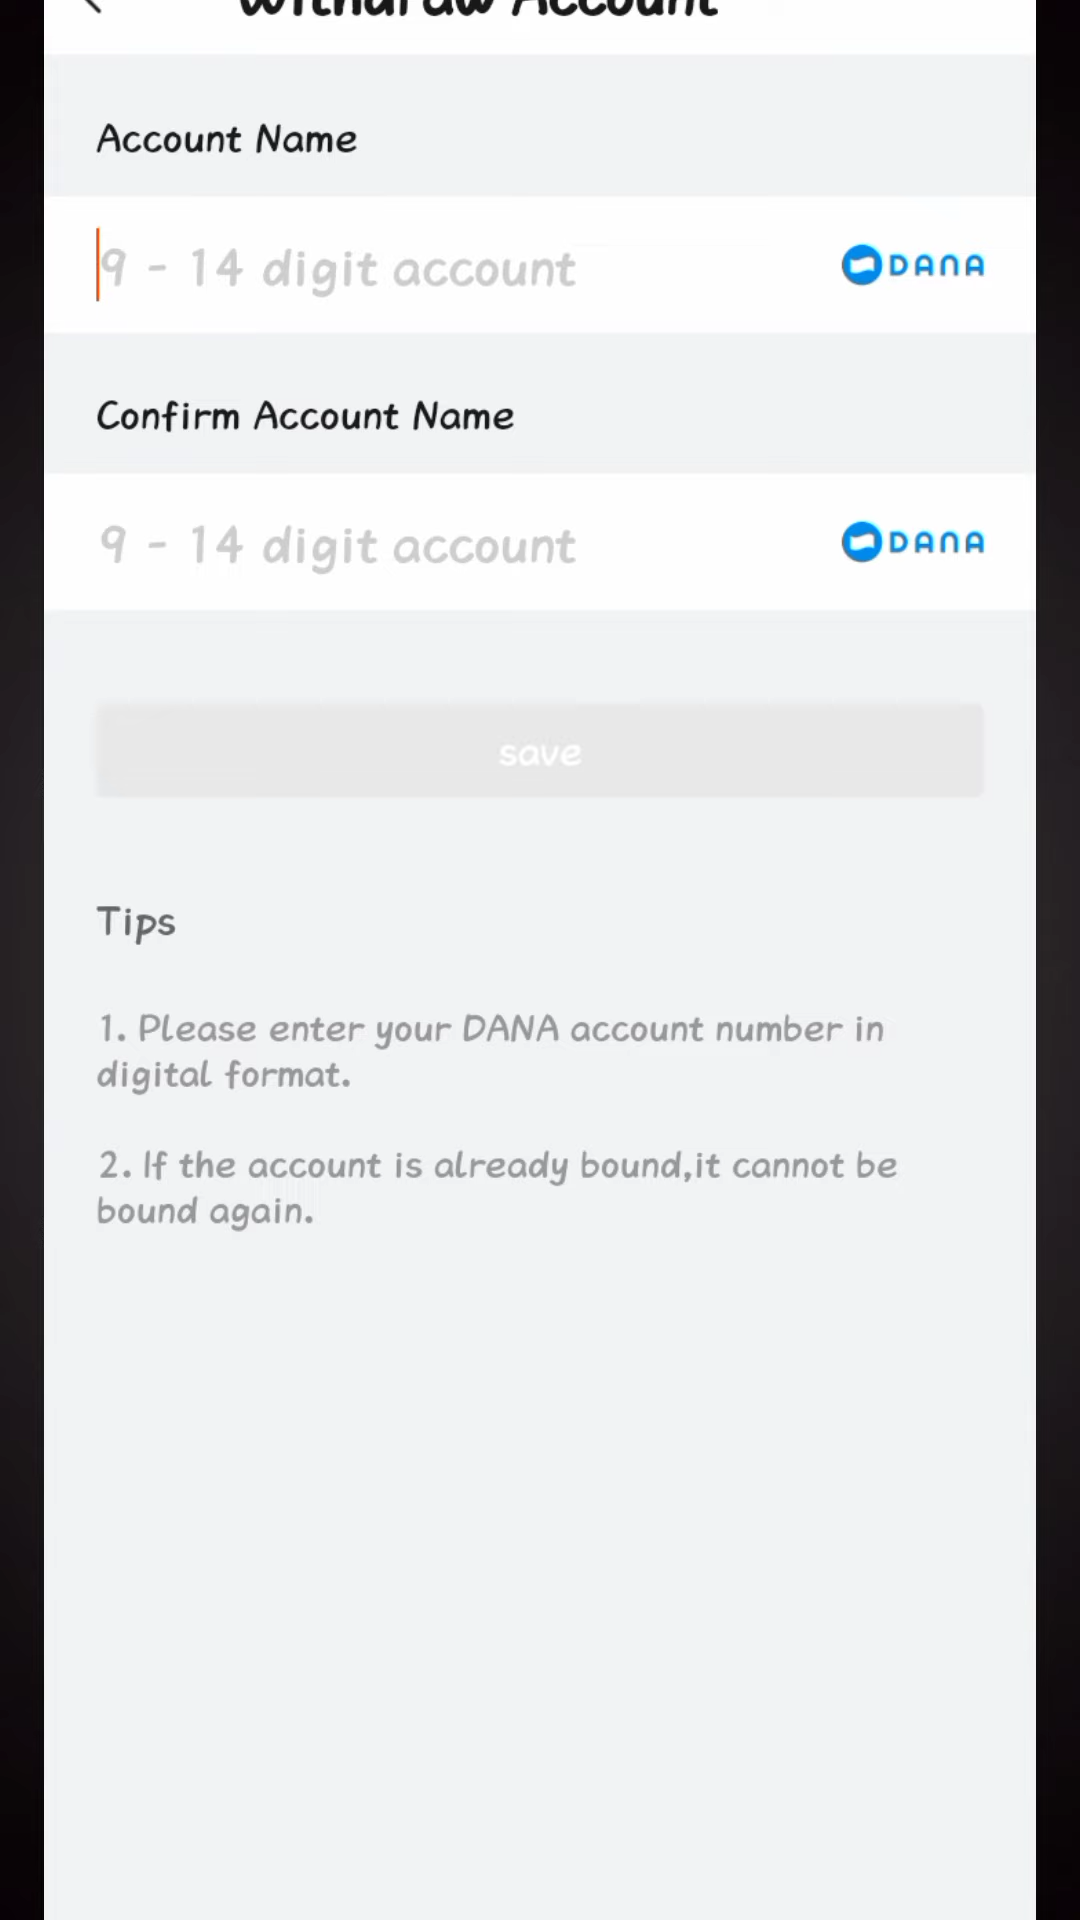 Withdraw Account
Account Name
9 - 14 digit account
DANA
Confirm Account Name
9 - 14 digit account
DANA
save
Tips
1. Please enter your DANA account number in
digital format.
2. If the account is already bound,it cannot be
bound again.